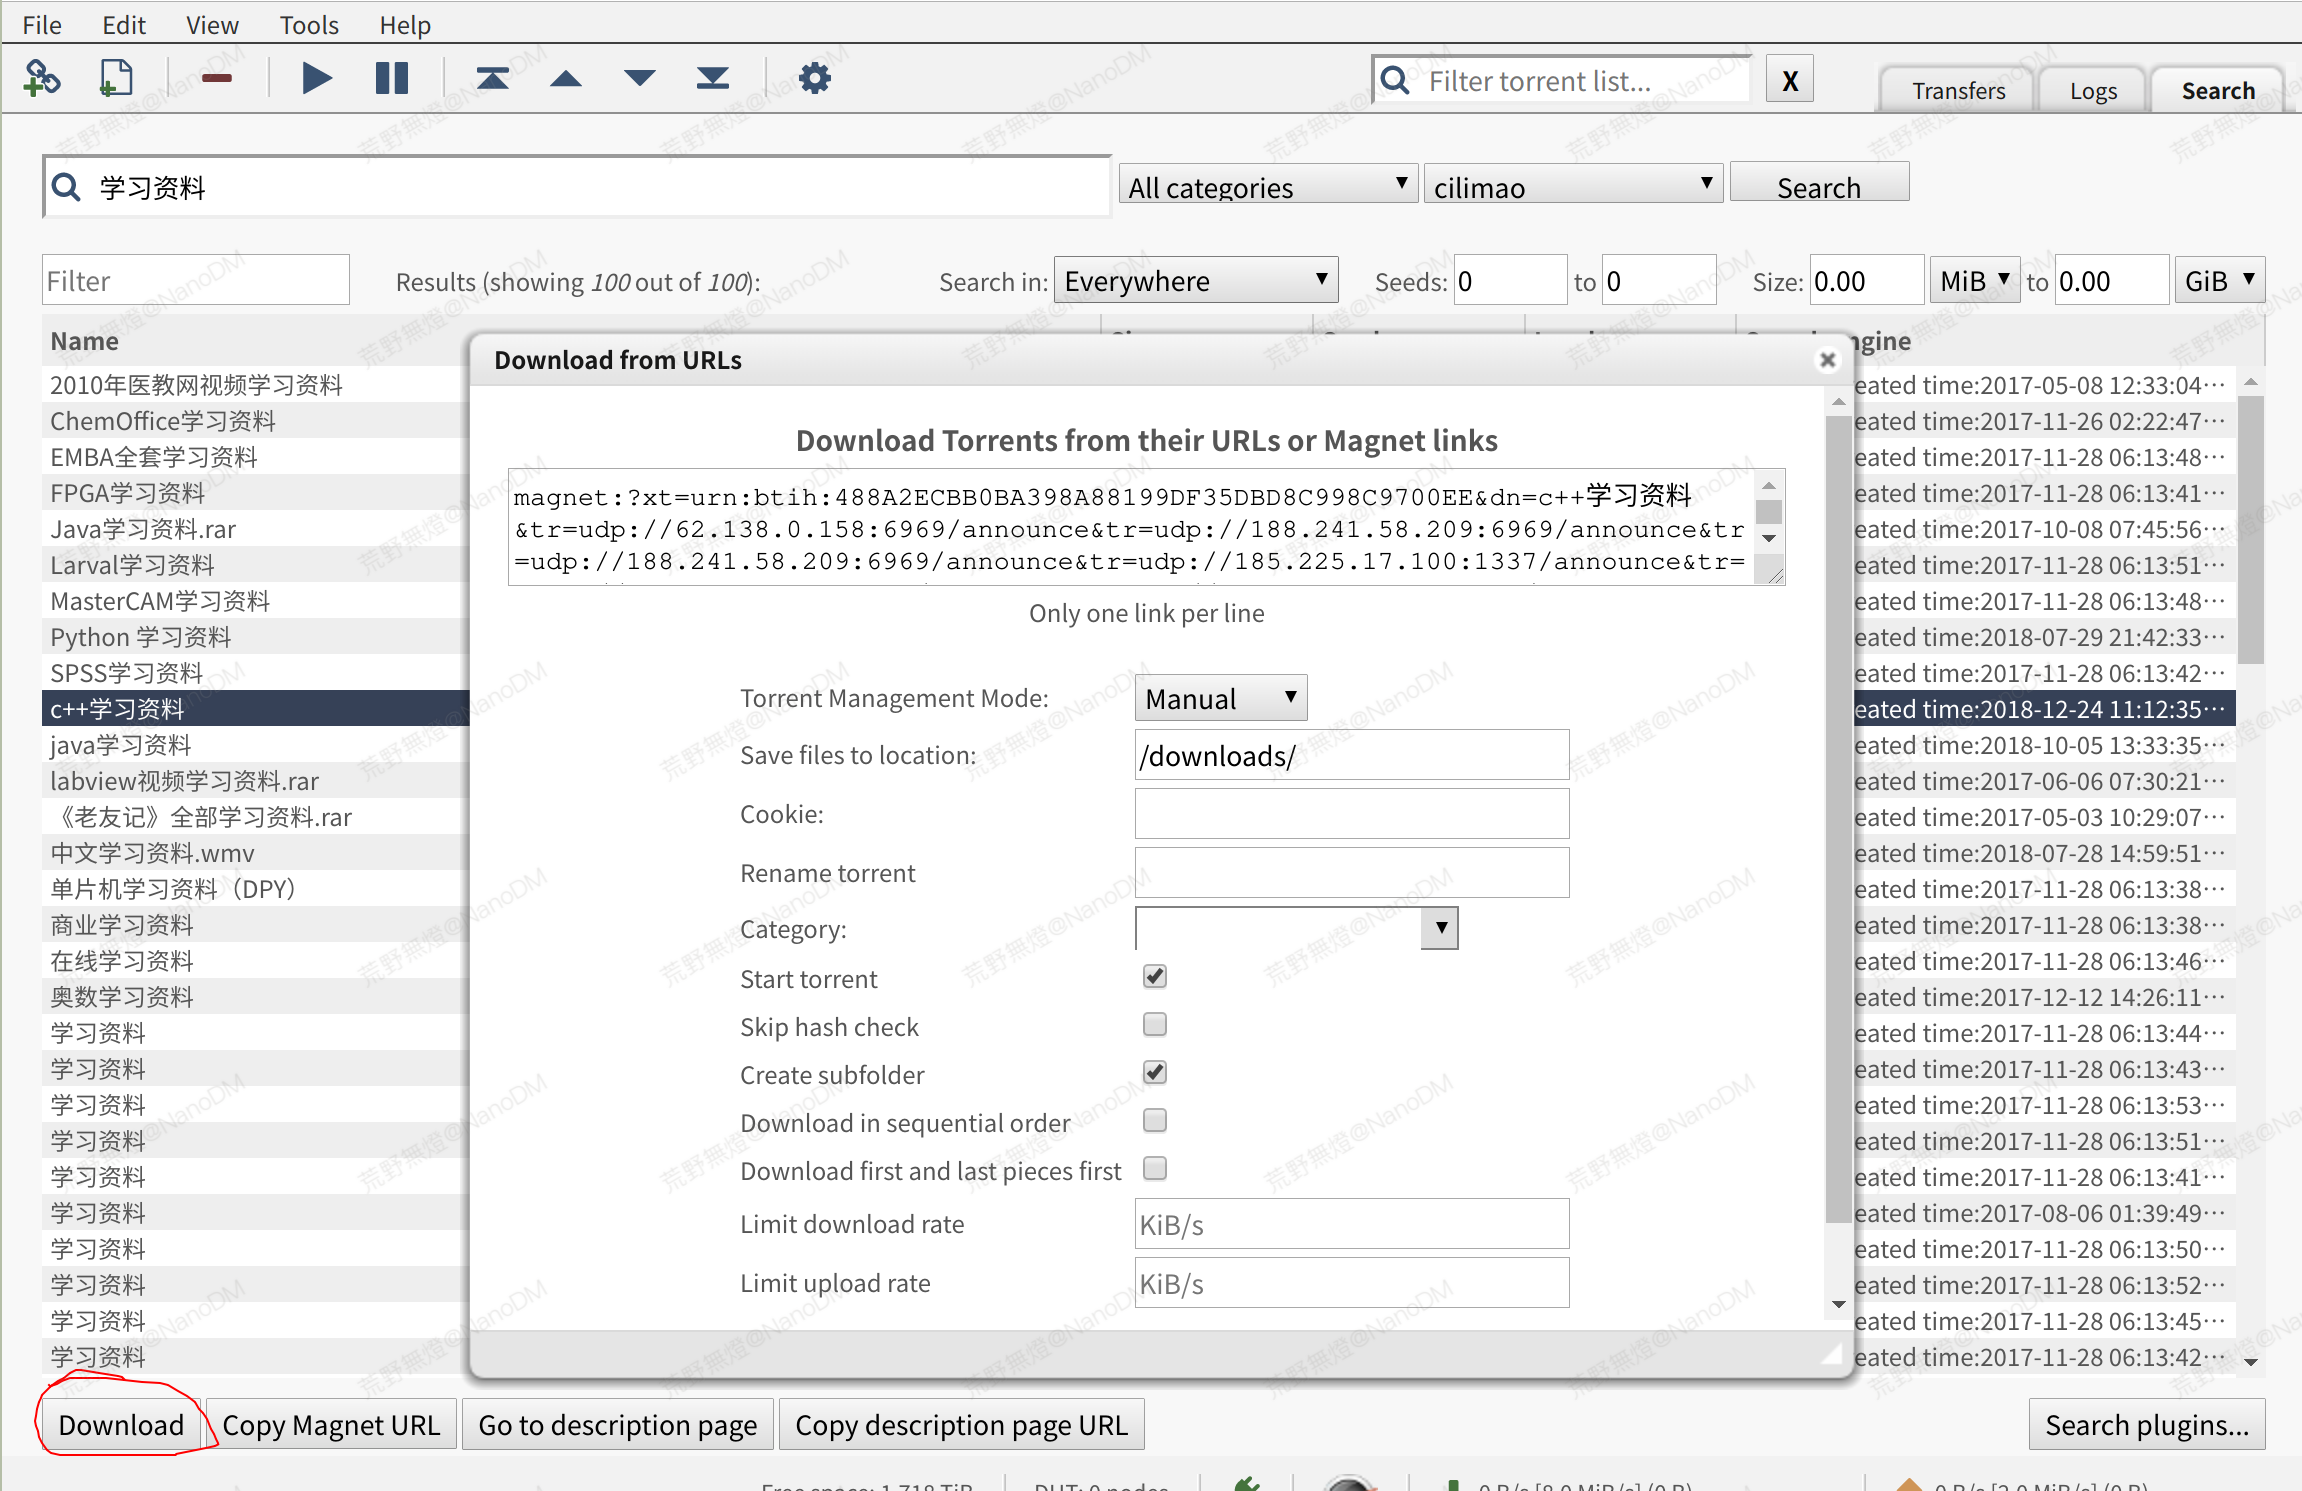 File Edit View Tools Help
Filter torrent list...
X
Transfers Logs Search
学习资料
All categories cilimao Search
Filter Results (showing 100 out of 100): Search in: Everywhere Seeds: 0 to 0 Size: 0.00 MiB to 0.00 GiB
Name
2010年医教网视频学习资料
ChemOffice学习资料
EMBA全套学习资料
FPGA学习资料
Java学习资料.rar
Larval学习资料
MasterCAM学习资料
Python 学习资料
SPSS学习资料
c++学习资料
java学习资料
labview视频学习资料.rar
《老友记》全部学习资料.rar
中文学习资料.wmv
单片机学习资料（DPY）
商业学习资料
在线学习资料
奥数学习资料
学习资料
学习资料
学习资料
学习资料
学习资料
学习资料
学习资料
学习资料
学习资料
学习资料
Download from URLs
Download Torrents from their URLs or Magnet links
magnet:?xt=urn:btih:488A2ECBB0BA398A88199DF35DBD8C998C9700EE&dn=c++学习资料
&tr=udp://62.138.0.158:6969/announce&tr=udp://188.241.58.209:6969/announce&tr
=udp://188.241.58.209:6969/announce&tr=udp://185.225.17.100:1337/announce&tr=
Only one link per line
Torrent Management Mode: Manual
Save files to location: /downloads/
Cookie:
Rename torrent
Category:
Start torrent
Skip hash check
Create subfolder
Download in sequential order
Download first and last pieces first
Limit download rate KiB/s
Limit upload rate KiB/s
ngine
eated time:2017-05-08 12:33:04···
eated time:2017-11-26 02:22:47···
eated time:2017-11-28 06:13:48···
eated time:2017-11-28 06:13:41···
eated time:2017-10-08 07:45:56···
eated time:2017-11-28 06:13:51···
eated time:2017-11-28 06:13:48···
eated time:2018-07-29 21:42:33···
eated time:2017-11-28 06:13:42···
eated time:2018-12-24 11:12:35···
eated time:2018-10-05 13:33:35···
eated time:2017-06-06 07:30:21···
eated time:2017-05-03 10:29:07···
eated time:2018-07-28 14:59:51···
eated time:2017-11-28 06:13:38···
eated time:2017-11-28 06:13:38···
eated time:2017-11-28 06:13:46···
eated time:2017-12-12 14:26:11···
eated time:2017-11-28 06:13:44···
eated time:2017-11-28 06:13:43···
eated time:2017-11-28 06:13:53···
eated time:2017-11-28 06:13:51···
eated time:2017-11-28 06:13:41···
eated time:2017-08-06 01:39:49···
eated time:2017-11-28 06:13:50···
eated time:2017-11-28 06:13:52···
eated time:2017-11-28 06:13:45···
eated time:2017-11-28 06:13:42···
Download Copy Magnet URL Go to description page Copy description page URL Search plugins...
荒野無燈@NanoDM